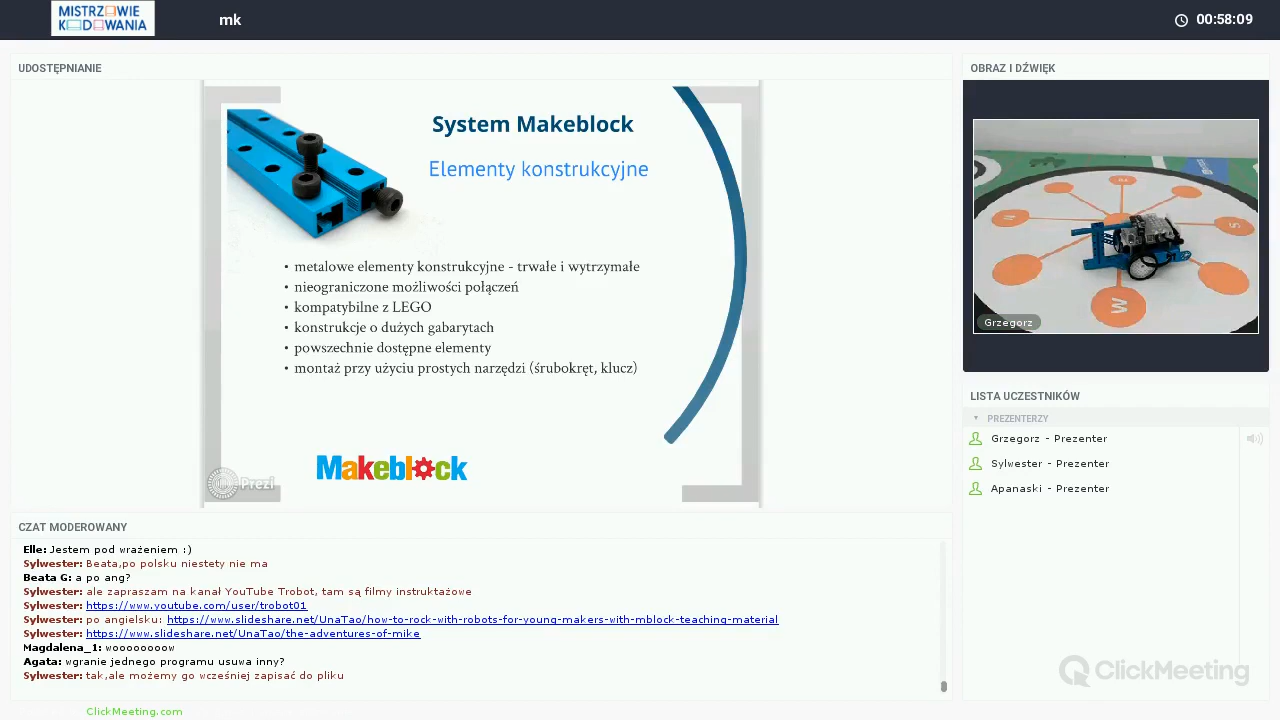 MISTRZOWIE
KODOWANIA
mk
00:58:09
UDOSTĘPNIANIE
System Makeblock
Elementy konstrukcyjne
• metalowe elementy konstrukcyjne - trwałe i wytrzymałe
• nieograniczone możliwości połączeń
• kompatybilne z LEGO
• konstrukcje o dużych gabarytach
• powszechnie dostępne elementy
• montaż przy użyciu prostych narzędzi (śrubokręt, klucz)
Makeblock
Prezi
OBRAZ I DŹWIĘK
W
Grzegorz
LISTA UCZESTNIKÓW
PREZENTERZY
Grzegorz - Prezenter
Sylwester - Prezenter
Apanaski - Prezenter
CZAT MODEROWANY
Elle: Jestem pod wrażeniem :)
Sylwester: Beata,po polsku niestety nie ma
Beata G: a po ang?
Sylwester: ale zapraszam na kanał YouTube Trobot, tam są filmy instruktażowe
Sylwester: https://www.youtube.com/user/trobot01
Sylwester: po angielsku: https://www.slideshare.net/UnaTao/how-to-rock-with-robots-for-young-makers-with-mblock-teaching-material
Sylwester: https://www.slideshare.net/UnaTao/the-adventures-of-mike
Magdalena_1: woooooooow
Agata: wgranie jednego programu usuwa inny?
Sylwester: tak,ale możemy go wcześniej zapisać do pliku
ClickMeeting
ClickMeeting.com